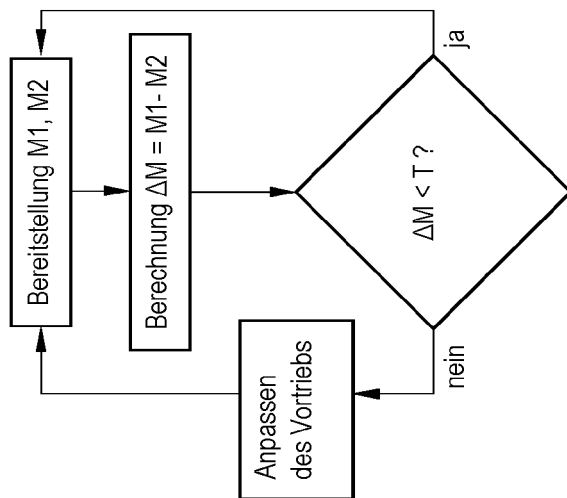 Bereitstellung M1, M2
Berechnung ΔM = M1- M2
ΔM < T ?
ja
nein
Anpassen
des Vortriebs